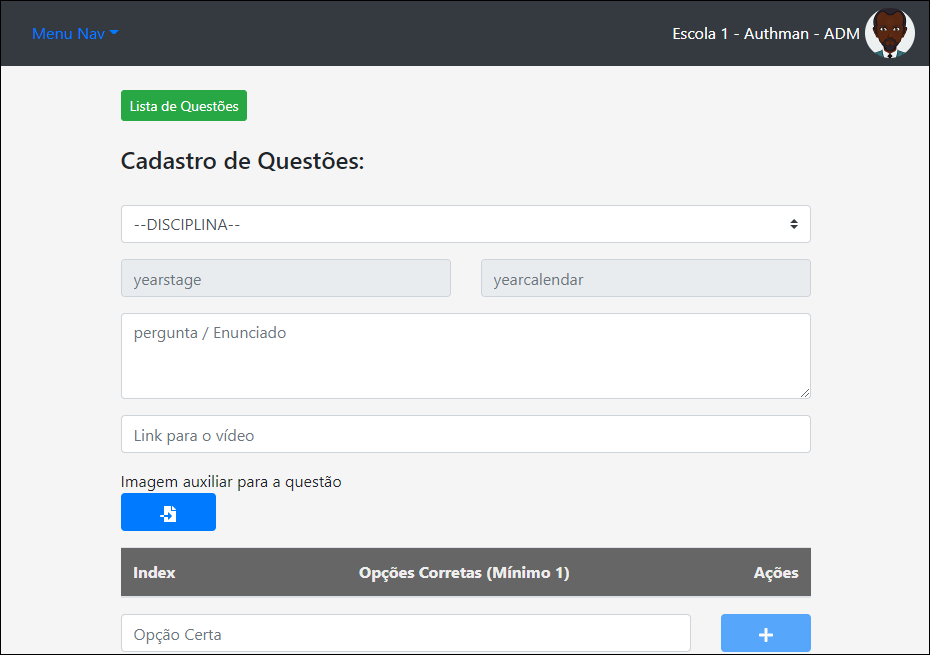 Menu Nav
Escola 1 - Authman - ADM
Lista de Questões
Cadastro de Questões:
--DISCIPLINA--
yearstage yearcalendar
pergunta / Enunciado
Link para o vídeo
Imagem auxiliar para a questão
Index Opções Corretas (Mínimo 1) Ações
Opção Certa